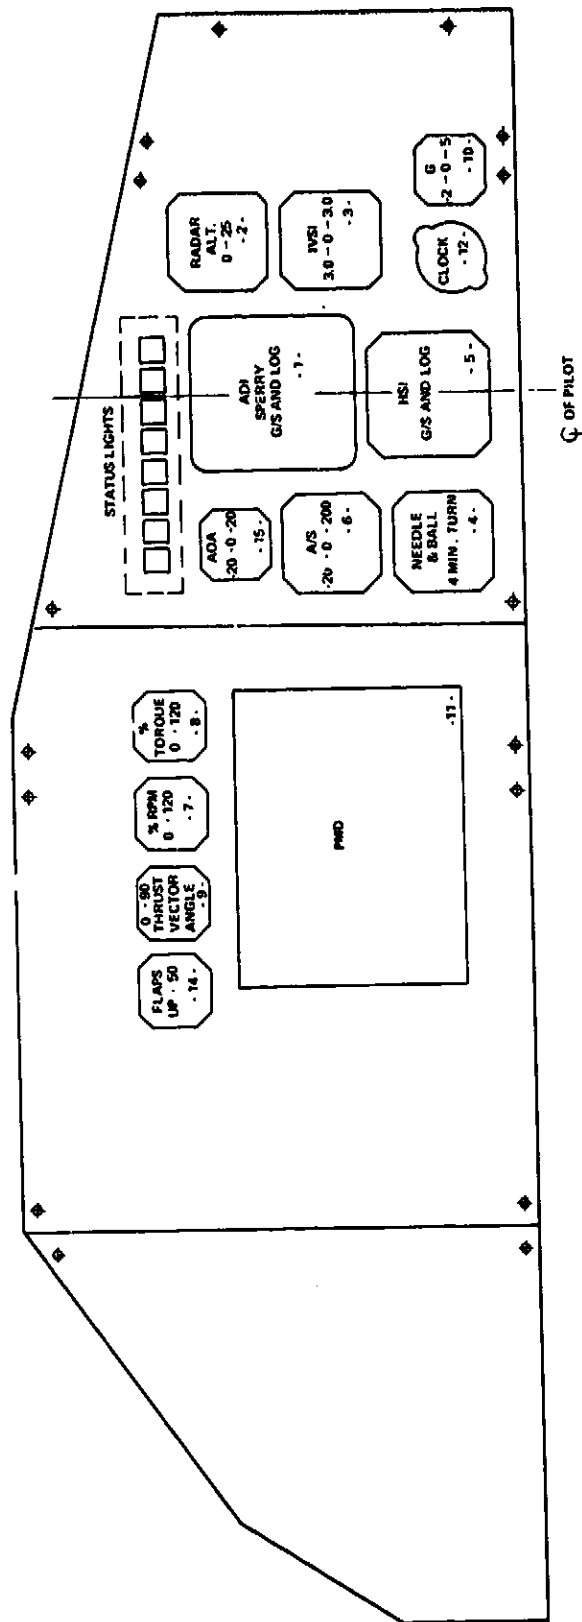 FLAPS
UP - 50
- 14 -
0 - 90
THRUST
VECTOR
ANGLE
- 9 -
% RPM
0 - 120
- 7 -
%
TORQUE
0 - 120
- 8 -
PMD
- 11 -
STATUS LIGHTS
AOA
-20 -0 -20
- 15 -
A/S
-20 - 0 - 200
- 6 -
NEEDLE
& BALL
4 MIN. TURN
- 4 -
ADI
SPERRY
G/S AND LOG
- 1 -
HSI
G/S AND LOG
- 5 -
RADAR
ALT.
0 - 25
- 2 -
IVSI
3.0 - 0 - 3.0
- 3 -
CLOCK
- 12 -
G
-2 - 0 - 5
- 10 -
℄ OF PILOT